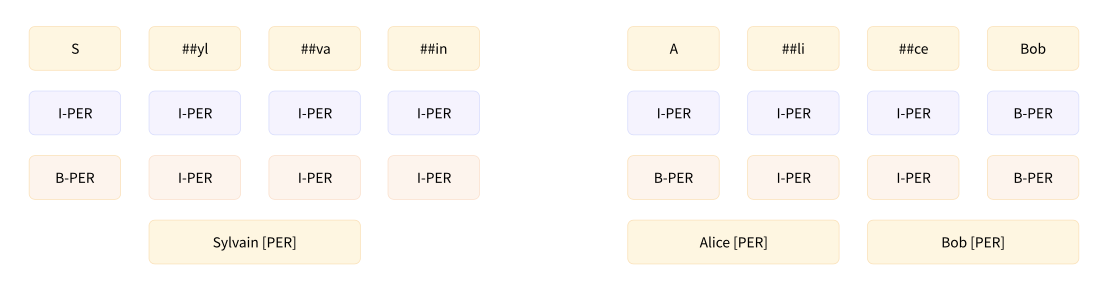 S ##yl ##va ##in A ##li ##ce Bob
I-PER I-PER I-PER I-PER I-PER I-PER I-PER B-PER
B-PER I-PER I-PER I-PER B-PER I-PER I-PER B-PER
Sylvain [PER] Alice [PER] Bob [PER]